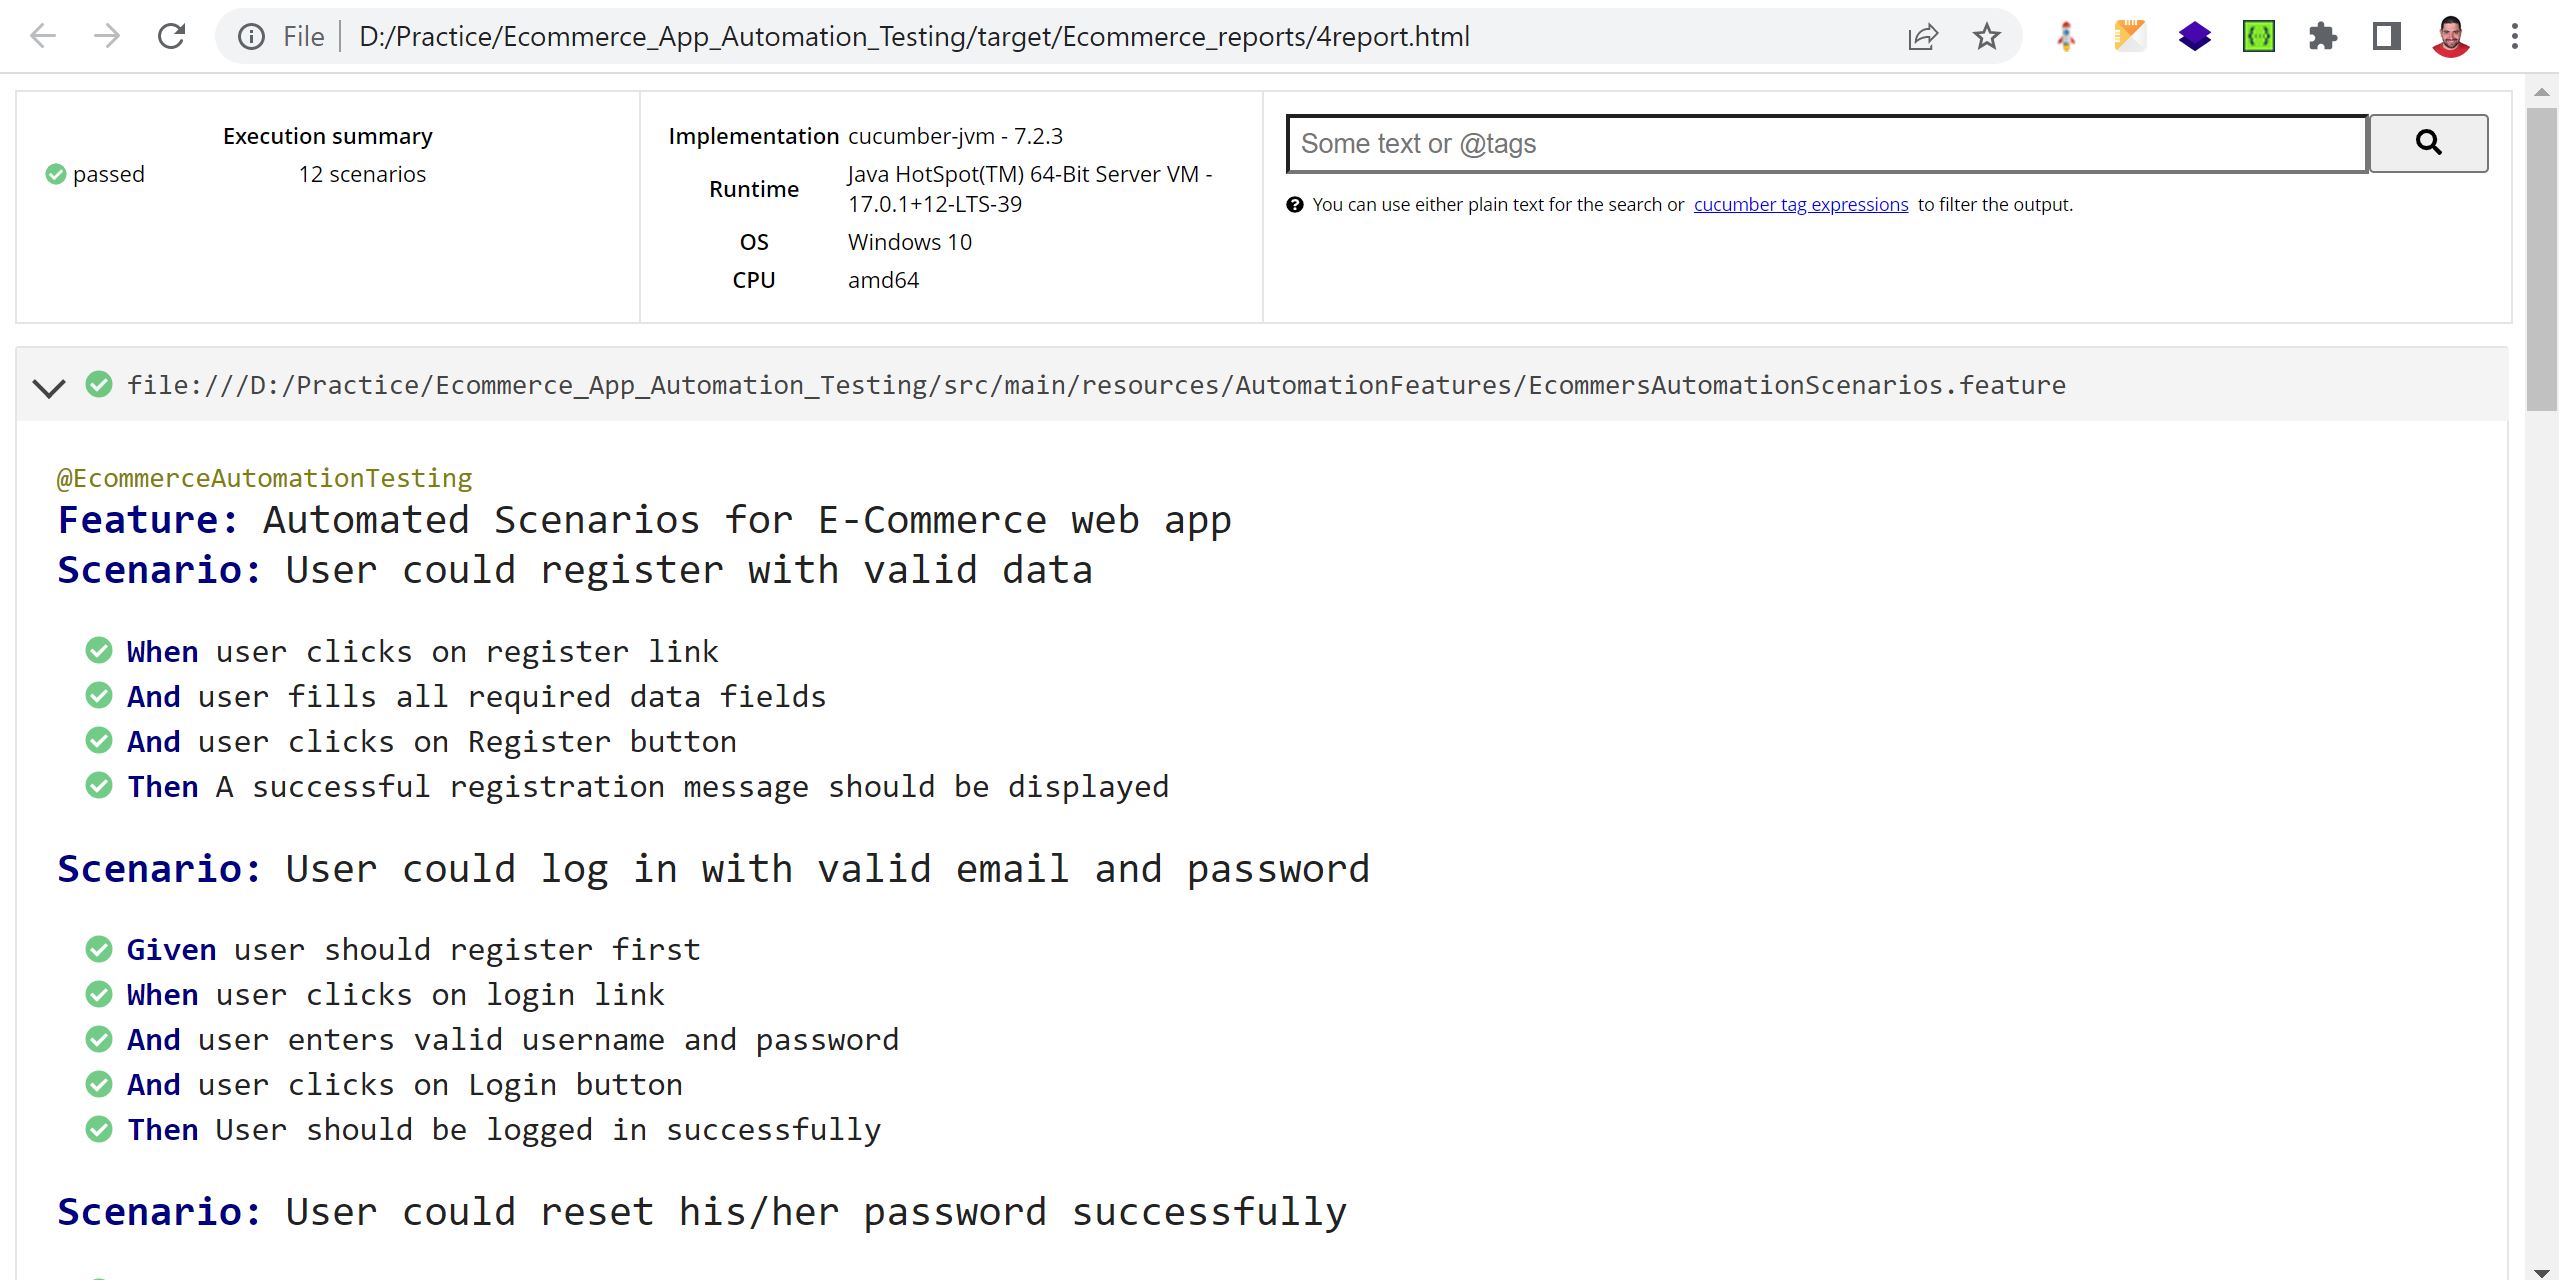 File D:/Practice/Ecommerce_App_Automation_Testing/target/Ecommerce_reports/4report.html
Execution summary
passed 12 scenarios
Implementation cucumber-jvm - 7.2.3
Runtime Java HotSpot(TM) 64-Bit Server VM - 17.0.1+12-LTS-39
OS Windows 10
CPU amd64
Some text or @tags
You can use either plain text for the search or cucumber tag expressions to filter the output.
file:///D:/Practice/Ecommerce_App_Automation_Testing/src/main/resources/AutomationFeatures/EcommersAutomationScenarios.feature
@EcommerceAutomationTesting
Feature: Automated Scenarios for E-Commerce web app
Scenario: User could register with valid data
When user clicks on register link
And user fills all required data fields
And user clicks on Register button
Then A successful registration message should be displayed
Scenario: User could log in with valid email and password
Given user should register first
When user clicks on login link
And user enters valid username and password
And user clicks on Login button
Then User should be logged in successfully
Scenario: User could reset his/her password successfully